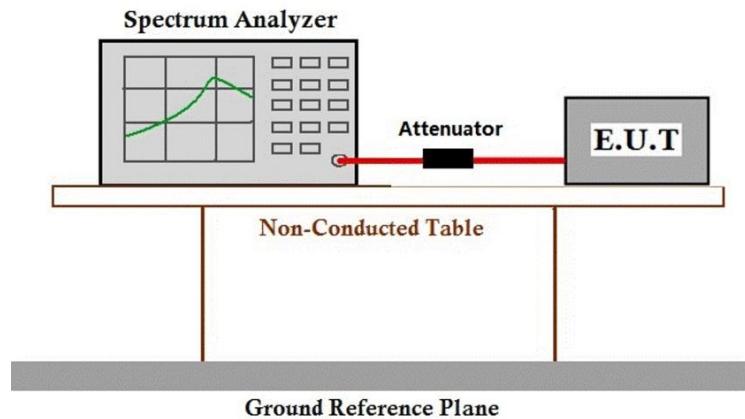 Spectrum Analyzer
Attenuator
E.U.T
Non-Conducted Table
Ground Reference Plane